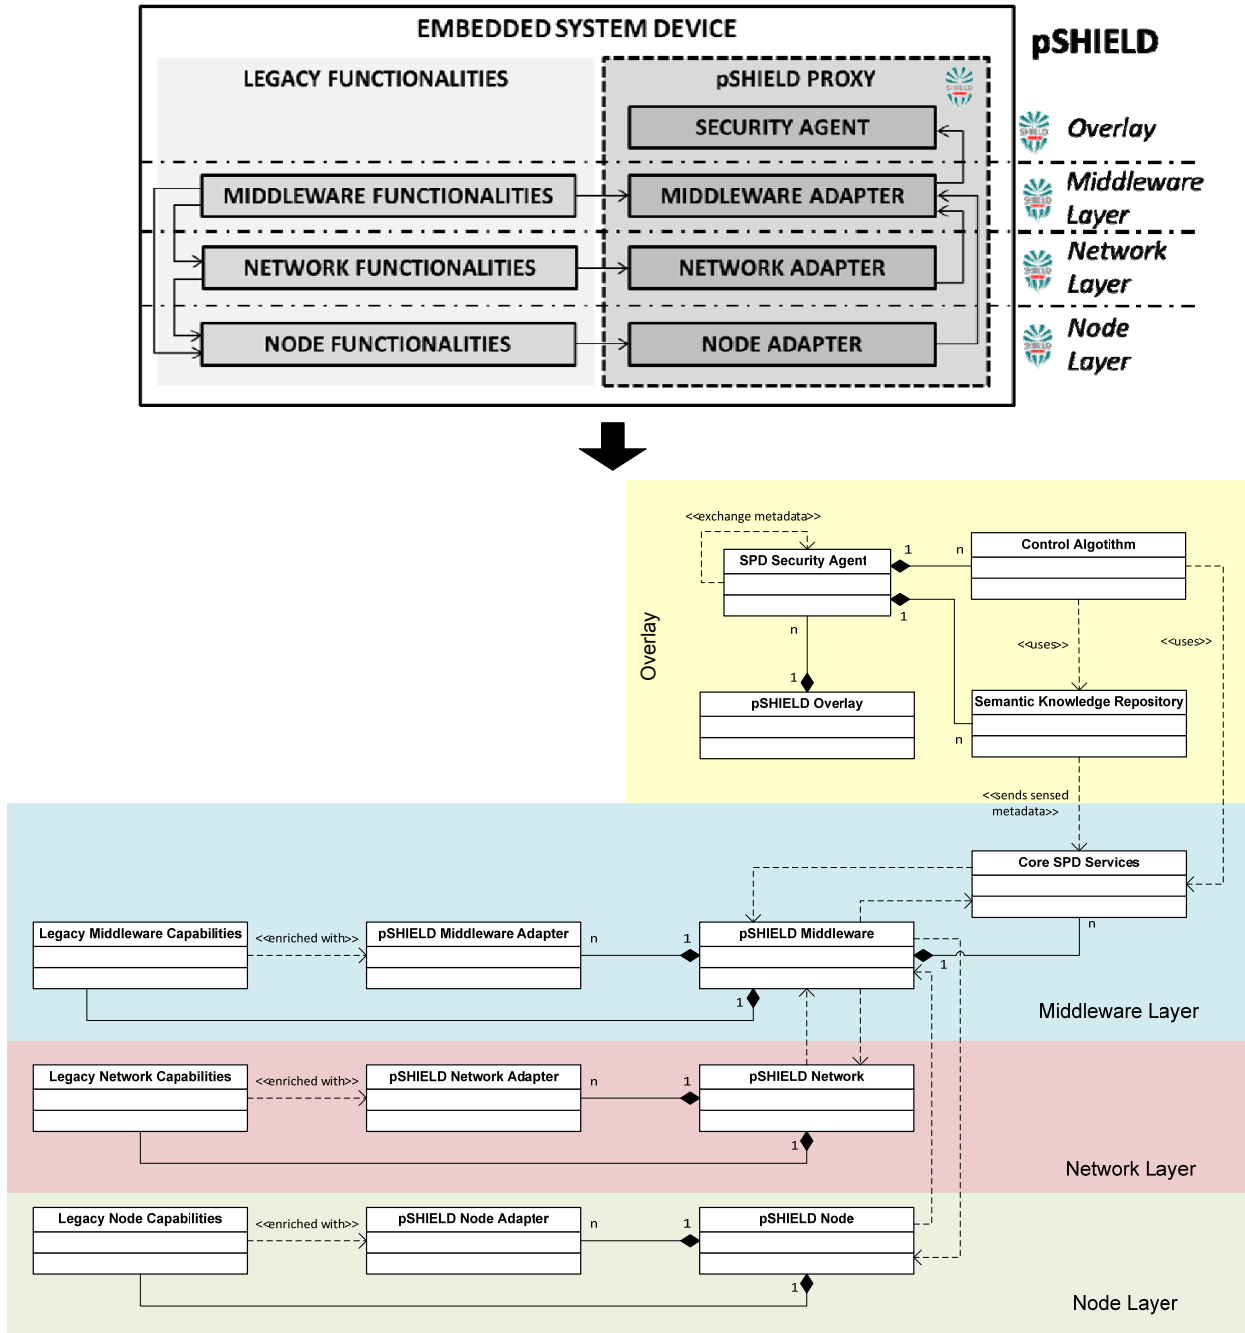 EMBEDDED SYSTEM DEVICE
pSHIELD
LEGACY FUNCTIONALITIES
pSHIELD PROXY
SHIELD
SECURITY AGENT
SHIELD
Overlay
MIDDLEWARE FUNCTIONALITIES
MIDDLEWARE ADAPTER
SHIELD
Middleware
Layer
NETWORK FUNCTIONALITIES
NETWORK ADAPTER
SHIELD
Network
Layer
NODE FUNCTIONALITIES
NODE ADAPTER
SHIELD
Node
Layer
<<exchange metadata>>
SPD Security Agent
1
n
Control Algotithm
1
n
Overlay
<<uses>>
<<uses>>
1
pSHIELD Overlay
Semantic Knowledge Repository
n
<<sends sensed
metadata>>
Core SPD Services
n
Legacy Middleware Capabilities
<<enriched with>>
pSHIELD Middleware Adapter
n
1
pSHIELD Middleware
1
1
Middleware Layer
Legacy Network Capabilities
<<enriched with>>
pSHIELD Network Adapter
n
1
pSHIELD Network
1
Network Layer
Legacy Node Capabilities
<<enriched with>>
pSHIELD Node Adapter
n
1
pSHIELD Node
1
Node Layer